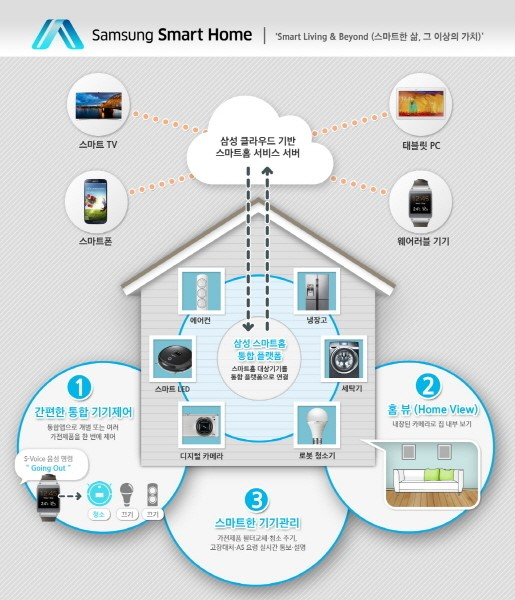 Samsung Smart Home
'Smart Living & Beyond (스마트한 삶, 그 이상의 가치)'
스마트 TV
삼성 클라우드 기반
스마트홈 서비스 서버
태블릿 PC
스마트폰
웨어러블 기기
에어컨
냉장고
삼성 스마트홈
통합 플랫폼
스마트홈 대상기기를
통합 플랫폼으로 연결
스마트 LED
세탁기
디지털 카메라
로봇 청소기
1
간편한 통합 기기제어
통합앱으로 개별 또는 여러
가전제품을 한 번에 제어
S-Voice 음성 명령
" Going Out "
청소
끄기
끄기
2
홈 뷰 (Home View)
내장된 카메라로 집 내부 보기
3
스마트한 기기관리
가전제품 필터교체·청소 주기,
고장대처·AS 요령 실시간 통보·설명